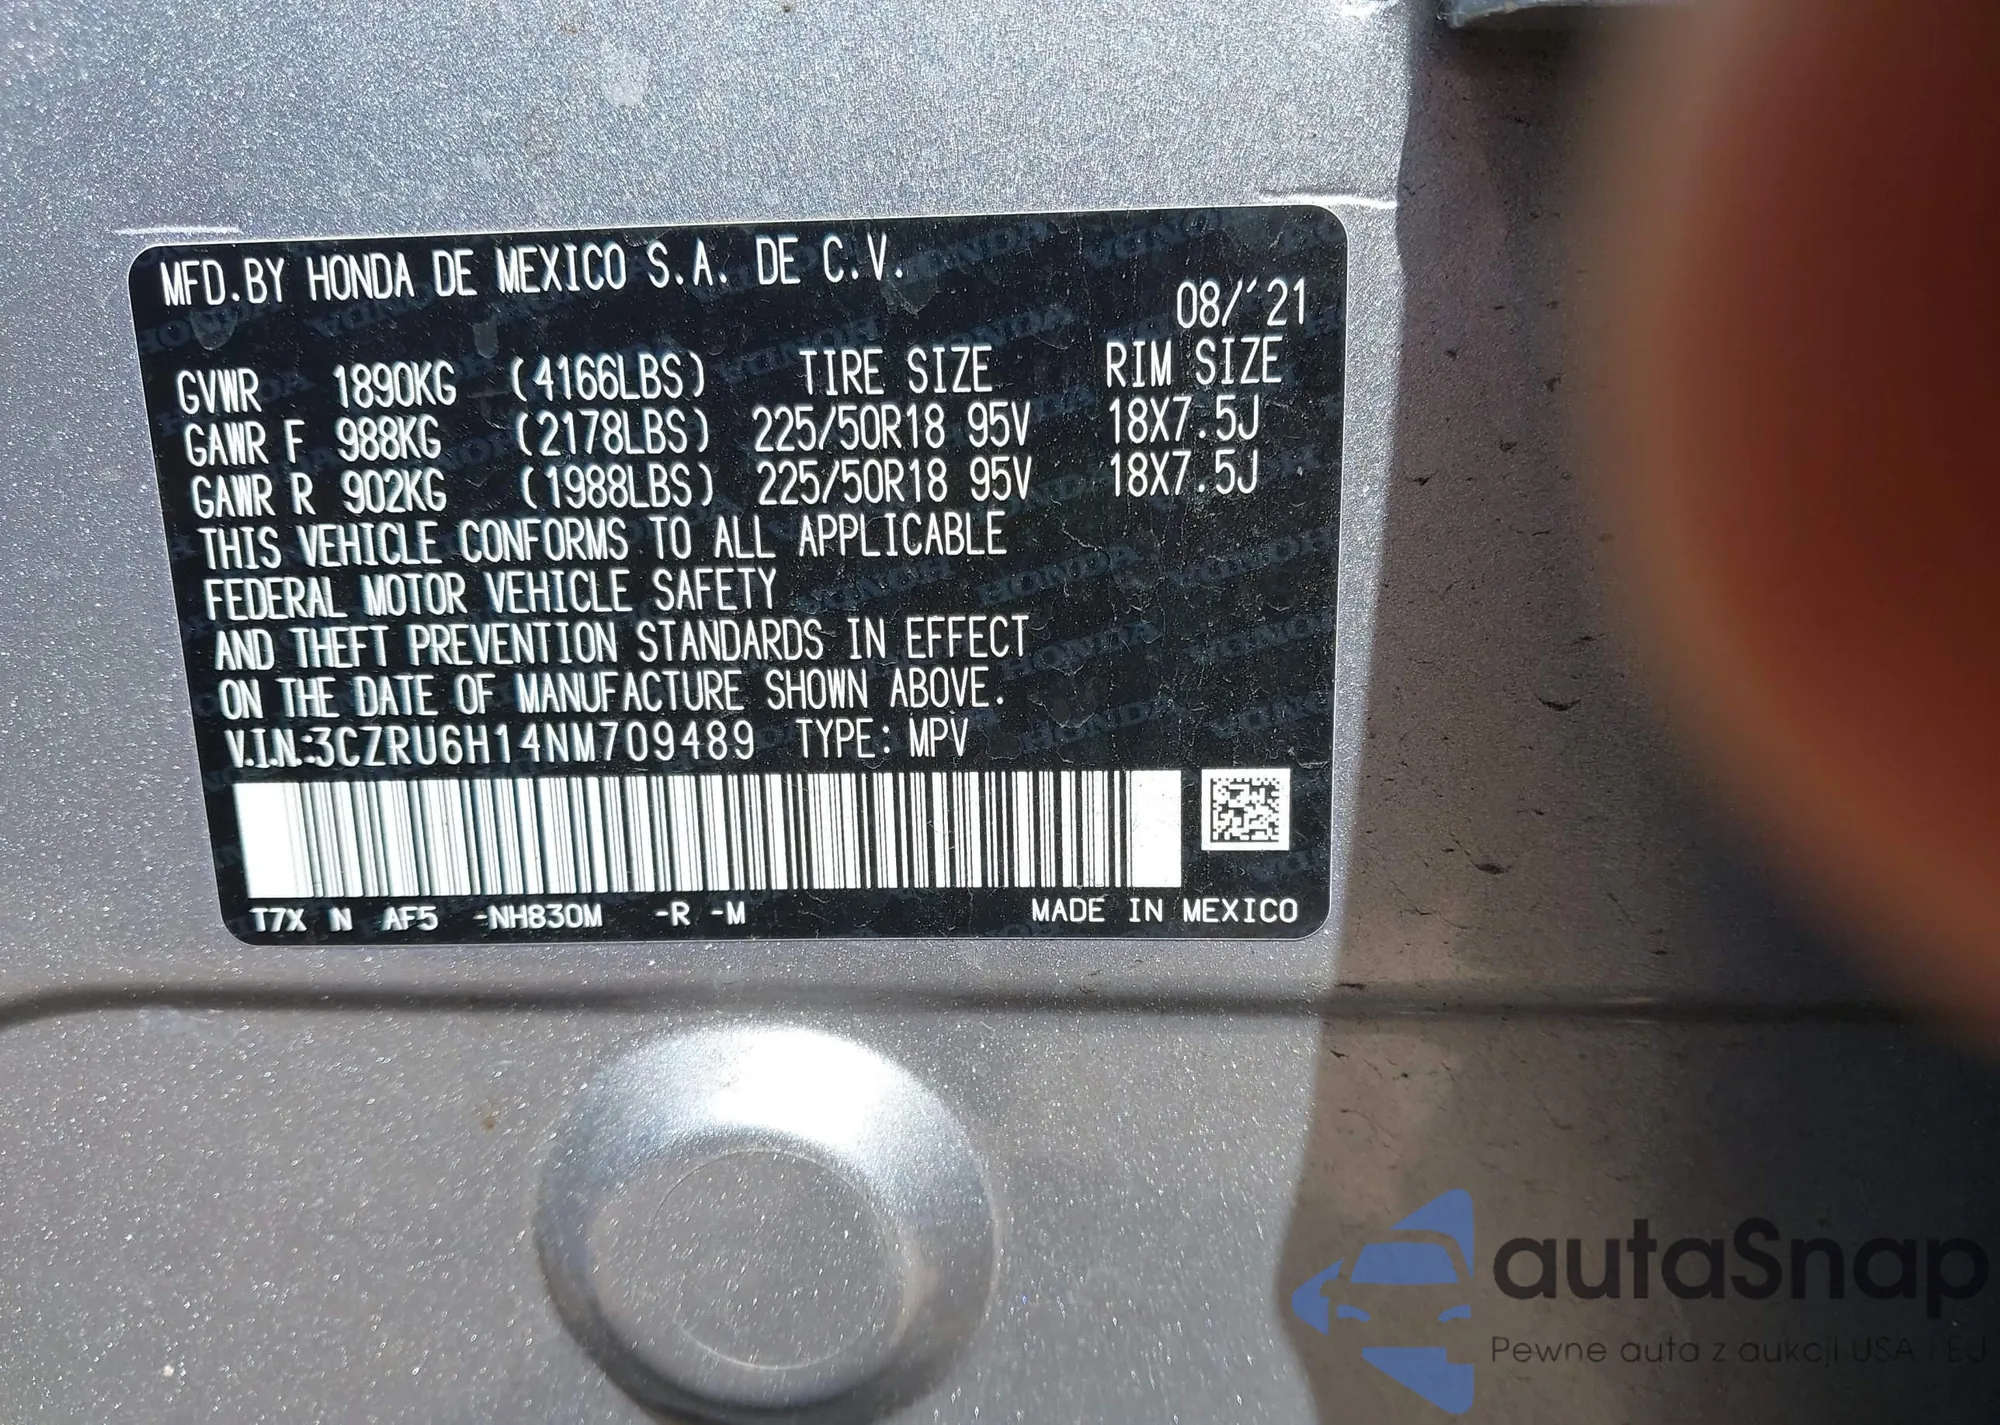 MFD.BY HONDA DE MEXICO S.A. DE C.V.
08/'21
GVWR 1890KG (4166LBS) TIRE SIZE RIM SIZE
GAWR F 988KG (2178LBS) 225/50R18 95V 18X7.5J
GAWR R 902KG (1988LBS) 225/50R18 95V 18X7.5J
THIS VEHICLE CONFORMS TO ALL APPLICABLE
FEDERAL MOTOR VEHICLE SAFETY
AND THEFT PREVENTION STANDARDS IN EFFECT
ON THE DATE OF MANUFACTURE SHOWN ABOVE.
V.I.N.:3CZRU6H14NM709489 TYPE: MPV
T7X N AF5 -NH830M -R -M MADE IN MEXICO
autaSnap
Pewne auta z aukcji USA i EU